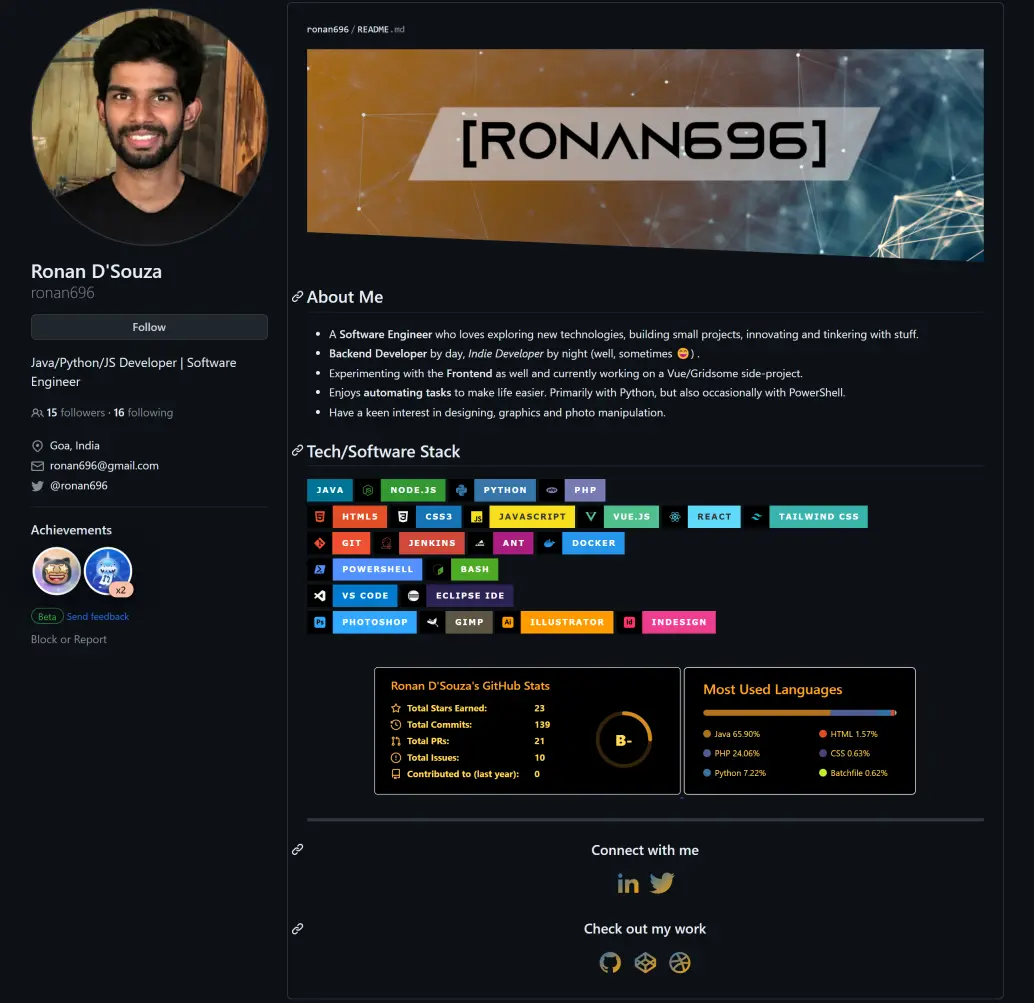 Ronan D'Souza
ronan696
Follow
Java/Python/JS Developer | Software
Engineer
15 followers · 16 following
Goa, India
ronan696@gmail.com
@ronan696
Achievements
x2
Beta Send feedback
Block or Report
ronan696 / README.md
[RONAN696]
About Me
• A Software Engineer who loves exploring new technologies, building small projects, innovating and tinkering with stuff.
• Backend Developer by day, Indie Developer by night (well, sometimes 😅) .
• Experimenting with the Frontend as well and currently working on a Vue/Gridsome side-project.
• Enjoys automating tasks to make life easier. Primarily with Python, but also occasionally with PowerShell.
• Have a keen interest in designing, graphics and photo manipulation.
Tech/Software Stack
JAVA NODE.JS PYTHON PHP
HTML5 CSS3 JS JAVASCRIPT VUE.JS REACT TAILWIND CSS
GIT JENKINS ANT DOCKER
POWERSHELL BASH
VS CODE ECLIPSE IDE
Ps PHOTOSHOP GIMP Ai ILLUSTRATOR Id INDESIGN
Ronan D'Souza's GitHub Stats
Total Stars Earned: 23
Total Commits: 139
Total PRs: 21
Total Issues: 10
Contributed to (last year): 0
B-
Most Used Languages
Java 65.90% HTML 1.57%
PHP 24.06% CSS 0.63%
Python 7.22% Batchfile 0.62%
Connect with me
in
Check out my work